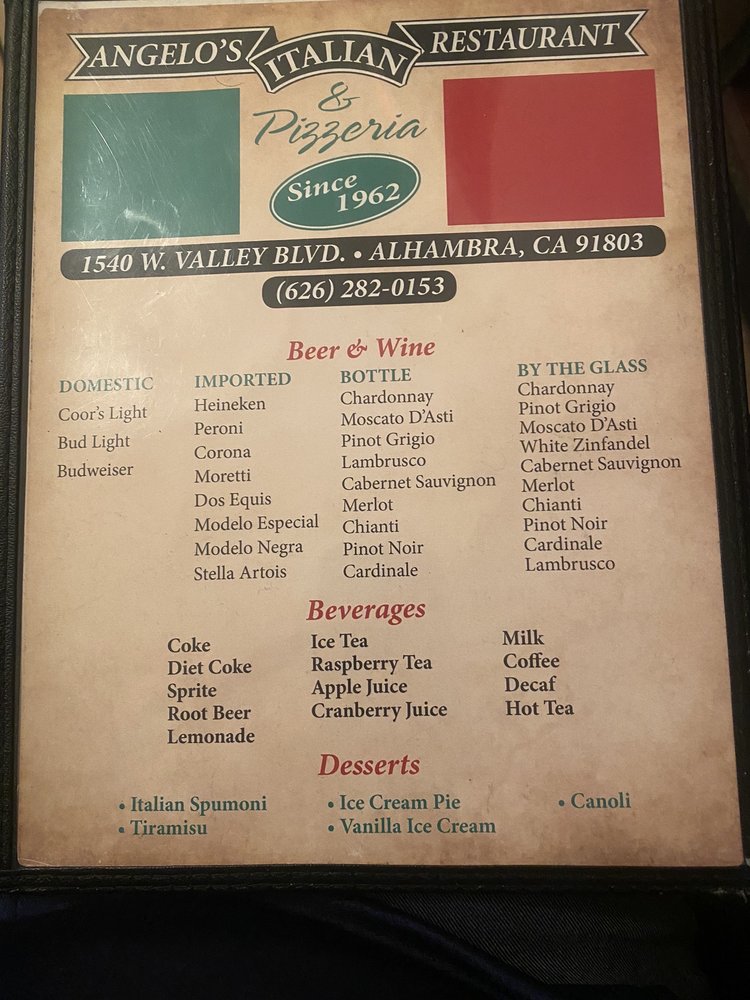 ANGELO'S ITALIAN RESTAURANT
&
Pizzeria
Since
1962
1540 W. VALLEY BLVD. • ALHAMBRA, CA 91803
(626) 282-0153
Beer & Wine
DOMESTIC
Coor's Light
Bud Light
Budweiser
IMPORTED
Heineken
Peroni
Corona
Moretti
Dos Equis
Modelo Especial
Modelo Negra
Stella Artois
BOTTLE
Chardonnay
Moscato D'Asti
Pinot Grigio
Lambrusco
Cabernet Sauvignon
Merlot
Chianti
Pinot Noir
Cardinale
BY THE GLASS
Chardonnay
Pinot Grigio
Moscato D'Asti
White Zinfandel
Cabernet Sauvignon
Merlot
Chianti
Pinot Noir
Cardinale
Lambrusco
Beverages
Coke
Diet Coke
Sprite
Root Beer
Lemonade
Ice Tea
Raspberry Tea
Apple Juice
Cranberry Juice
Milk
Coffee
Decaf
Hot Tea
Desserts
• Italian Spumoni
• Tiramisu
• Ice Cream Pie
• Vanilla Ice Cream
• Canoli